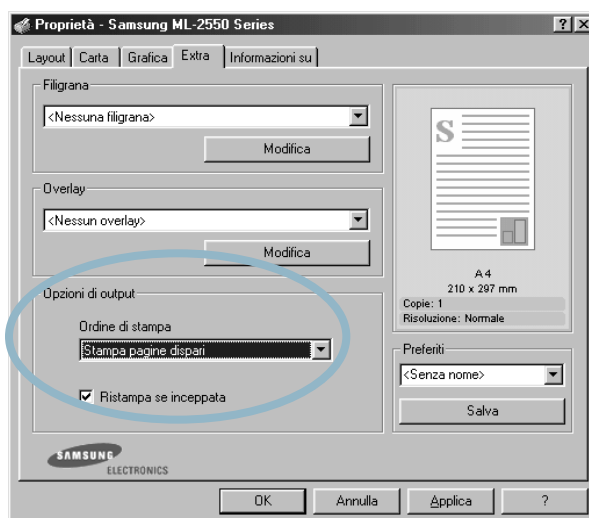 Proprietà - Samsung ML-2550 Series
? X
Layout Carta Grafica Extra Informazioni su
Filigrana
<Nessuna filigrana>
Modifica
Overlay
<Nessun overlay>
Modifica
Opzioni di output
Ordine di stampa
Stampa pagine dispari
Ristampa se inceppata
S
A4
210 x 297 mm
Copie: 1
Risoluzione: Normale
Preferiti
<Senza nome>
Salva
SAMSUNG
ELECTRONICS
OK Annulla Applica ?